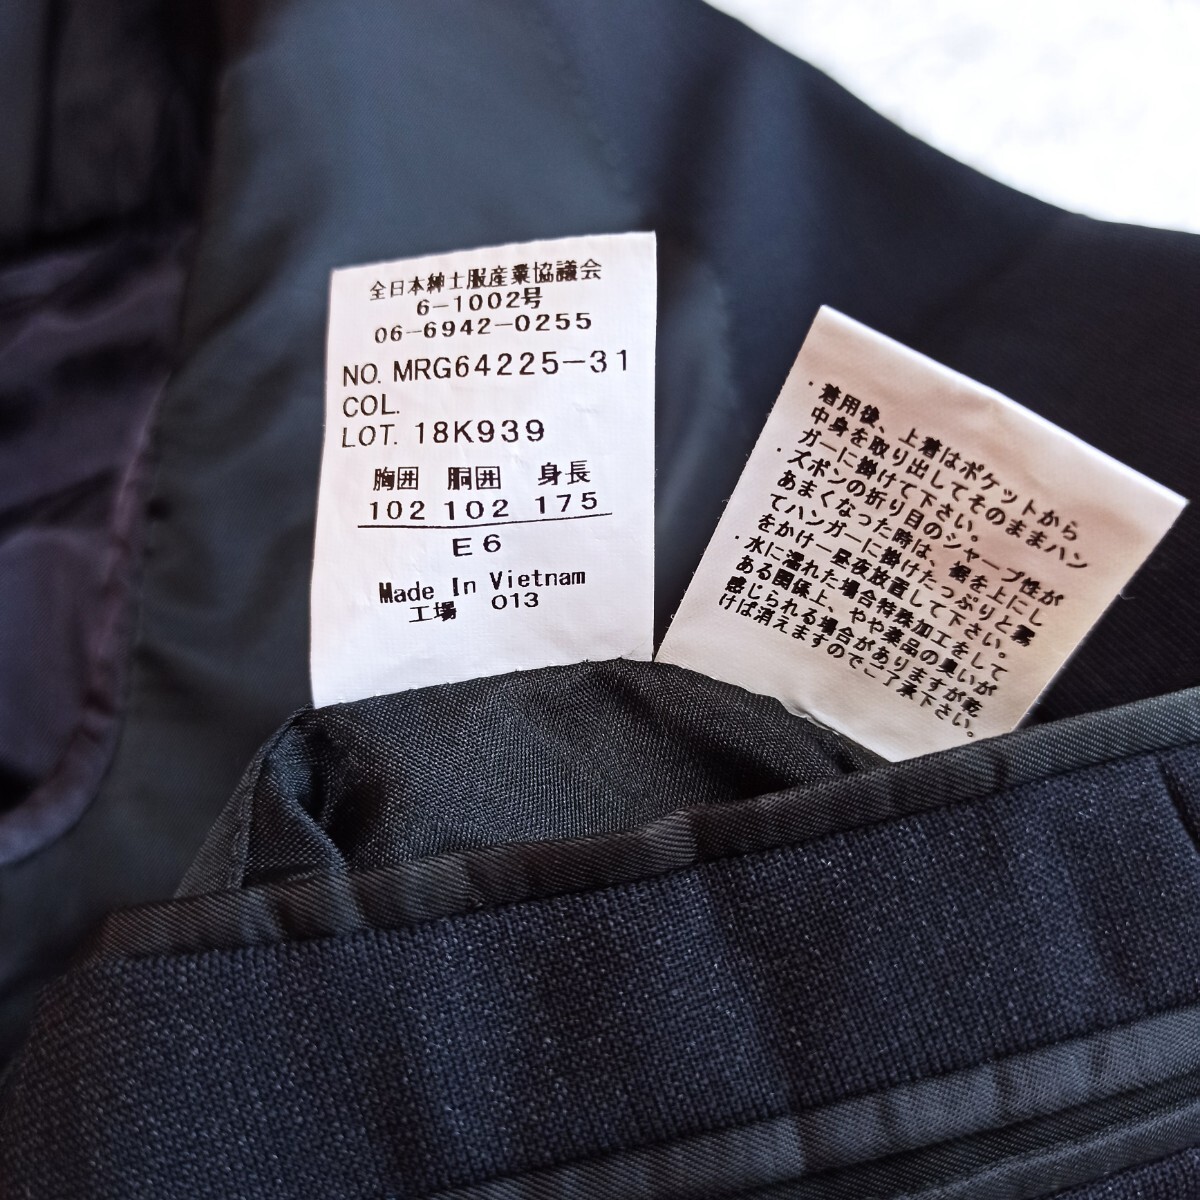 全日本紳士服産業協議会
6-1002号
06-6942-0255
NO. MRG64225-31
COL.
LOT. 18K939
胸囲 胴囲 身長
102 102 175
E6
Made In Vietnam
工場 013
・着用後、上着はポケットから
中身を取り出してそのままハン
ガーに掛けて下さい。
・ズボンの折り目のシャープ性が
あまくなった時は、裾を上にし
てハンガーに掛けたっぷりと霧
をかけ一昼夜放置して下さい。
・水に濡れた場合特殊加工をして
ある関係上、やや薬品の臭いが
感じられる場合がありますが乾
けば消えますのでご了承下さい。